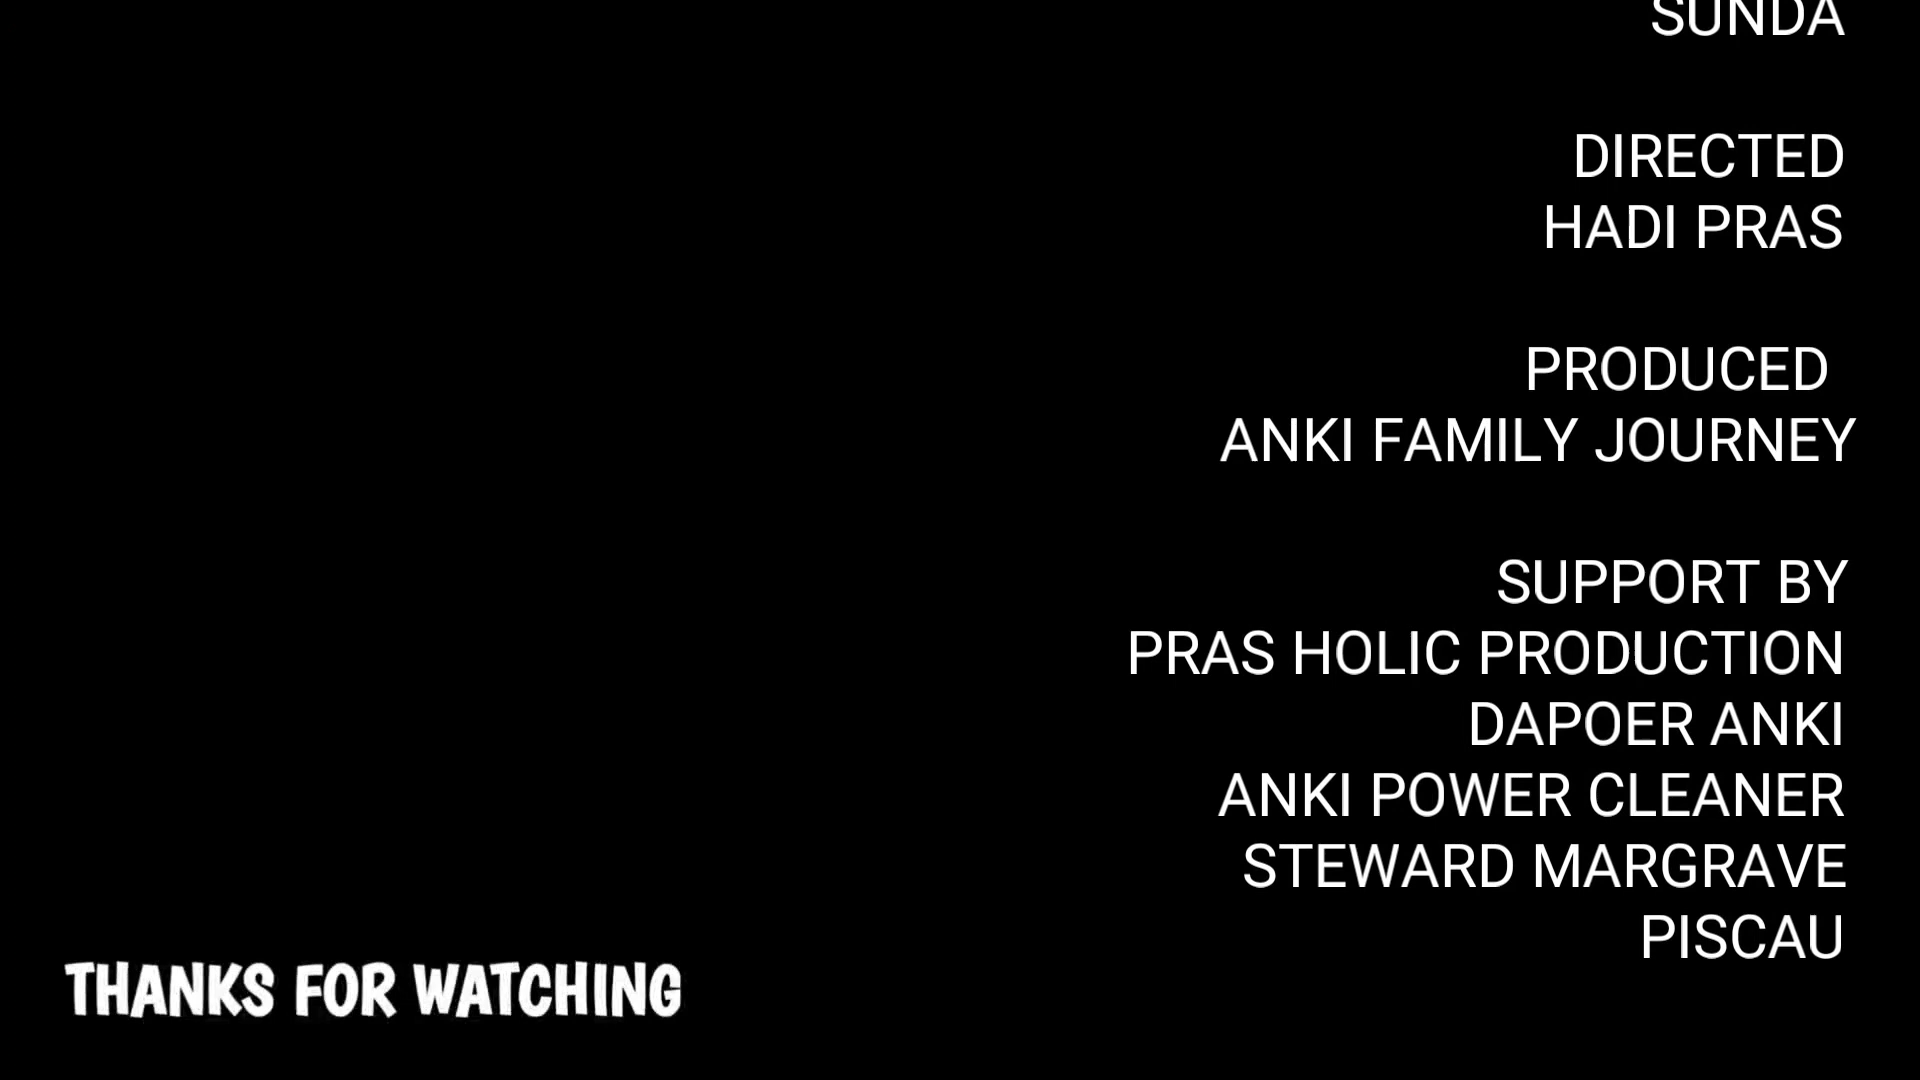 SUNDA
DIRECTED
HADI PRAS
PRODUCED
ANKI FAMILY JOURNEY
SUPPORT BY
PRAS HOLIC PRODUCTION
DAPOER ANKI
ANKI POWER CLEANER
STEWARD MARGRAVE
PISCAU
THANKS FOR WATCHING